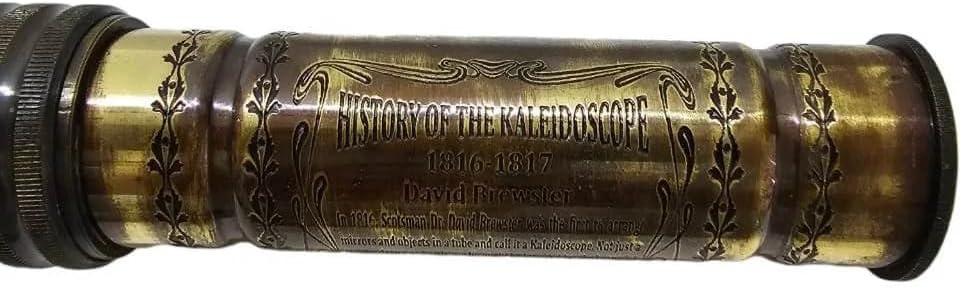 HISTORY OF THE KALEIDOSCOPE
1816-1817
David Brewster
In 1816, Scotsman Dr. David Brewster was the first to arrang
mirrors and objects in a tube and call it a Kaleidoscope. Not just a